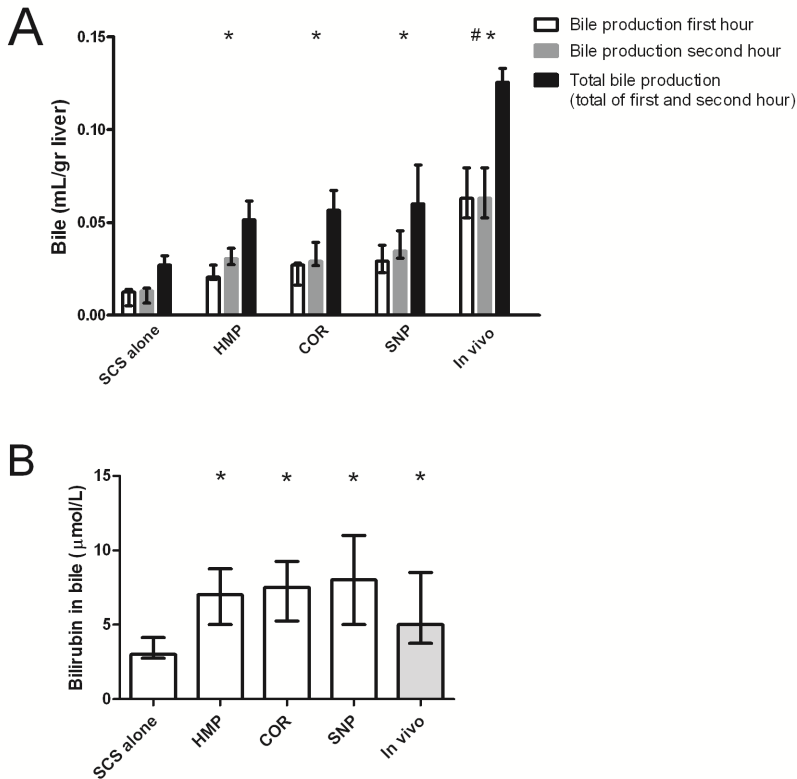 A
Bile production first hour
Bile production second hour
Total bile production
(total of first and second hour)
* * * # *
Bile (mL/gr liver)
0.15
0.10
0.05
0.00
SCS alone HMP COR SNP In vivo
B
* * * *
Bilirubin in bile (μmol/L)
15
10
5
0
SCS alone HMP COR SNP In vivo